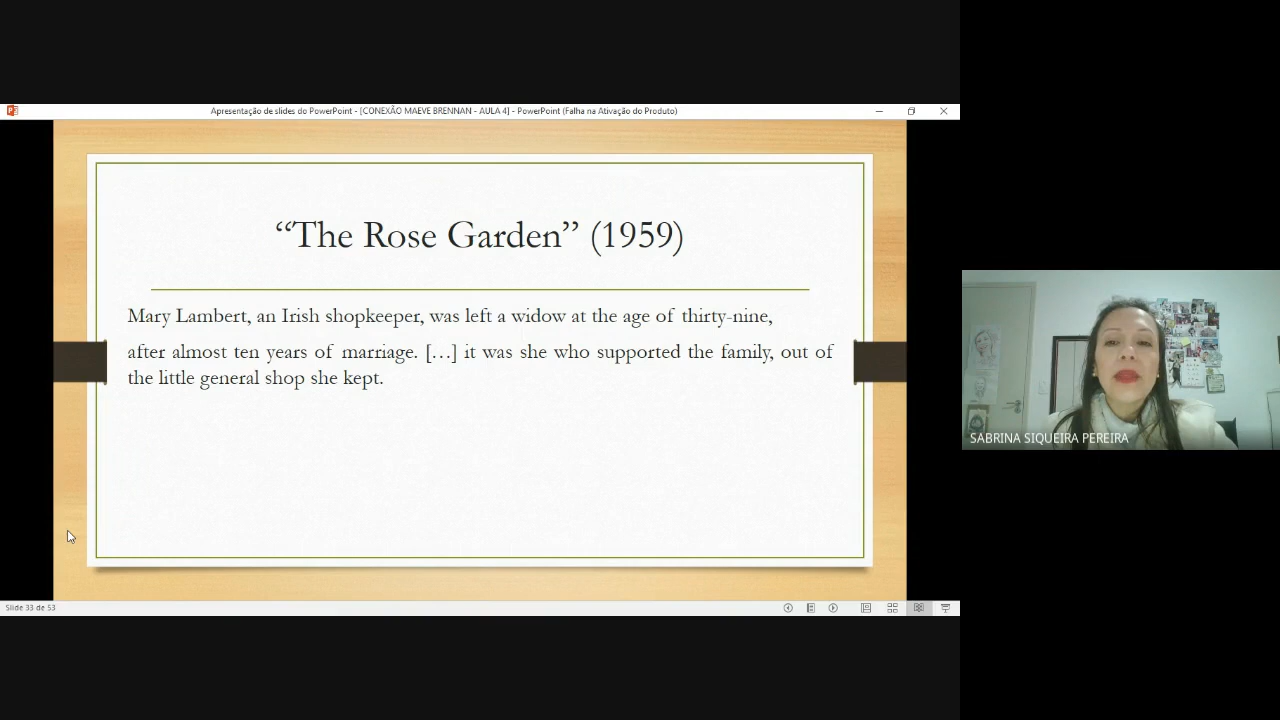 Apresentação de slides do PowerPoint - [CONEXÃO MAEVE BRENNAN - AULA 4] - PowerPoint (Falha na Ativação do Produto)
“The Rose Garden” (1959)
Mary Lambert, an Irish shopkeeper, was left a widow at the age of thirty-nine,
after almost ten years of marriage. […] it was she who supported the family, out of
the little general shop she kept.
SABRINA SIQUEIRA PEREIRA
Slide 33 de 53